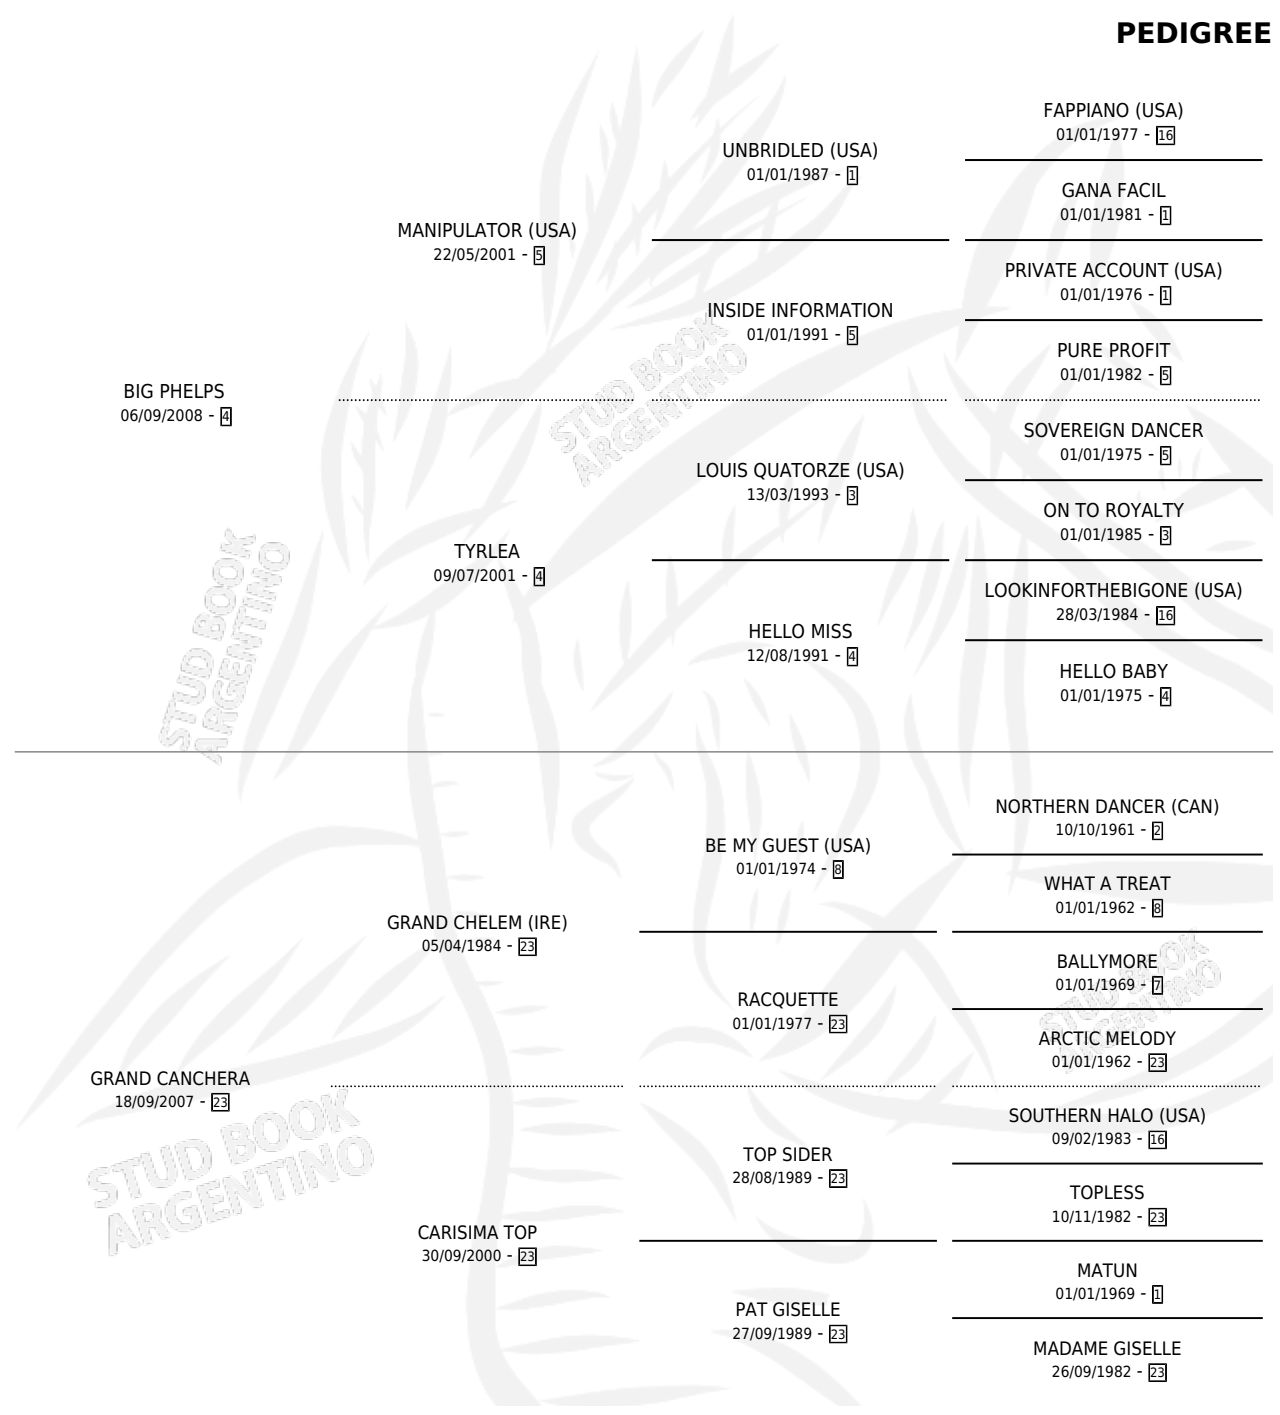 PEDIGREE
FAPPIANO (USA)
01/01/1977 - 16
UNBRIDLED (USA)
01/01/1987 - 1
GANA FACIL
01/01/1981 - 1
MANIPULATOR (USA)
22/05/2001 - 5
PRIVATE ACCOUNT (USA)
01/01/1976 - 1
INSIDE INFORMATION
01/01/1991 - 5
PURE PROFIT
01/01/1982 - 5
BIG PHELPS
06/09/2008 - 4
SOVEREIGN DANCER
01/01/1975 - 5
LOUIS QUATORZE (USA)
13/03/1993 - 3
ON TO ROYALTY
01/01/1985 - 3
TYRLEA
09/07/2001 - 4
LOOKINFORTHEBIGONE (USA)
28/03/1984 - 16
HELLO MISS
12/08/1991 - 4
HELLO BABY
01/01/1975 - 4
NORTHERN DANCER (CAN)
10/10/1961 - 2
BE MY GUEST (USA)
01/01/1974 - 8
WHAT A TREAT
01/01/1962 - 8
GRAND CHELEM (IRE)
05/04/1984 - 23
BALLYMORE
01/01/1969 - 7
RACQUETTE
01/01/1977 - 23
ARCTIC MELODY
01/01/1962 - 23
GRAND CANCHERA
18/09/2007 - 23
SOUTHERN HALO (USA)
09/02/1983 - 16
TOP SIDER
28/08/1989 - 23
TOPLESS
10/11/1982 - 23
CARISIMA TOP
30/09/2000 - 23
MATUN
01/01/1969 - 1
PAT GISELLE
27/09/1989 - 23
MADAME GISELLE
26/09/1982 - 23
STUD BOOK
ARGENTINO
STUD BOOK
ARGENTINO
STUD BOOK
ARGENTINO
STUD BOOK
ARGENTINO